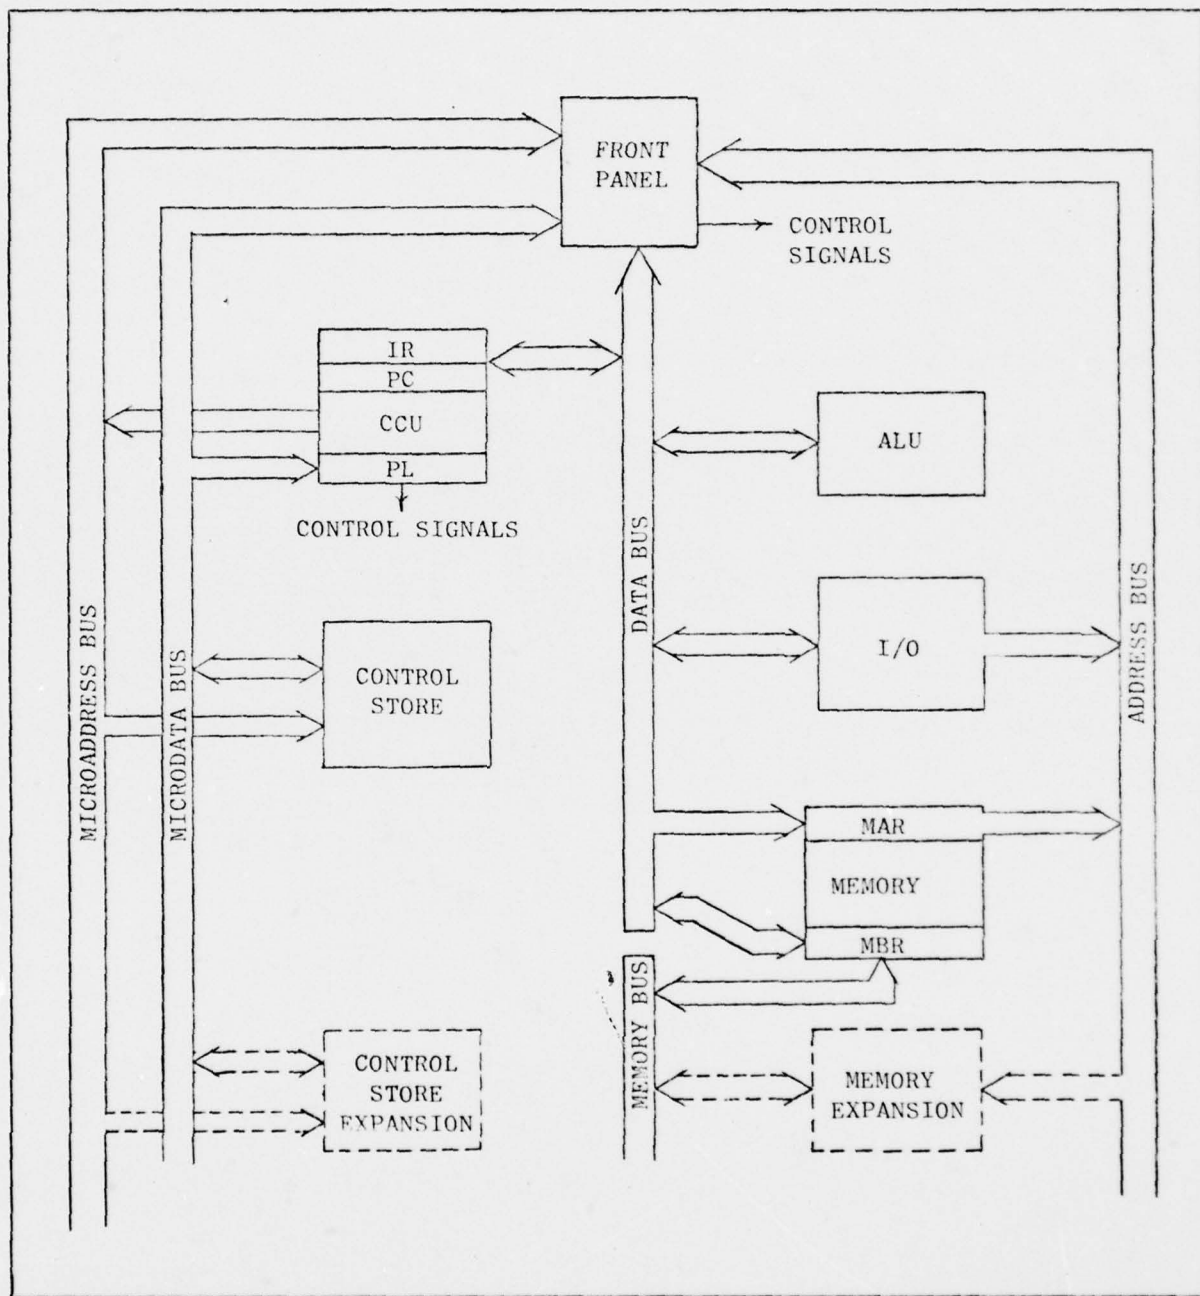 FRONT
PANEL
CONTROL
SIGNALS
IR
PC
CCU
PL
CONTROL SIGNALS
ALU
DATA BUS
I/O
ADDRESS BUS
MICROADDRESS BUS
MICRODATA BUS
CONTROL
STORE
MAR
MEMORY
MBR
MEMORY BUS
CONTROL
STORE
EXPANSION
MEMORY
EXPANSION